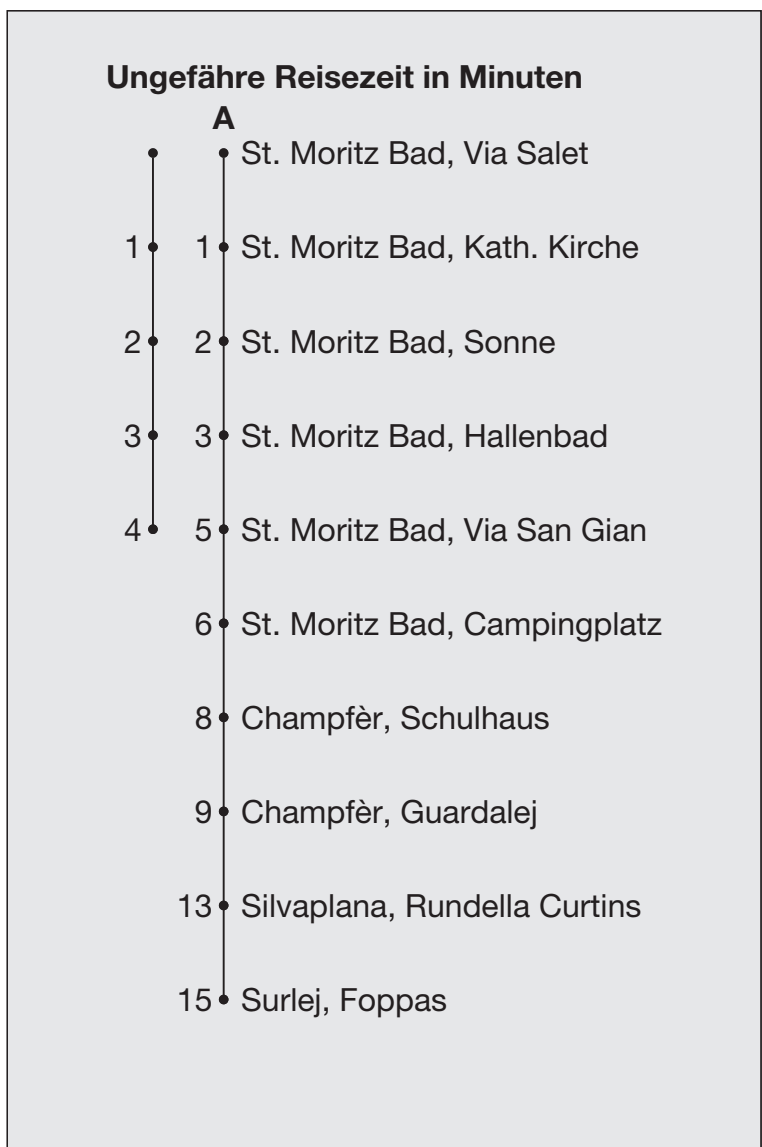 Ungefähre Reisezeit in Minuten
A
St. Moritz Bad, Via Salet
1 1 St. Moritz Bad, Kath. Kirche
2 2 St. Moritz Bad, Sonne
3 3 St. Moritz Bad, Hallenbad
4 5 St. Moritz Bad, Via San Gian
6 St. Moritz Bad, Campingplatz
8 Champfèr, Schulhaus
9 Champfèr, Guardalej
13 Silvaplana, Rundella Curtins
15 Surlej, Foppas